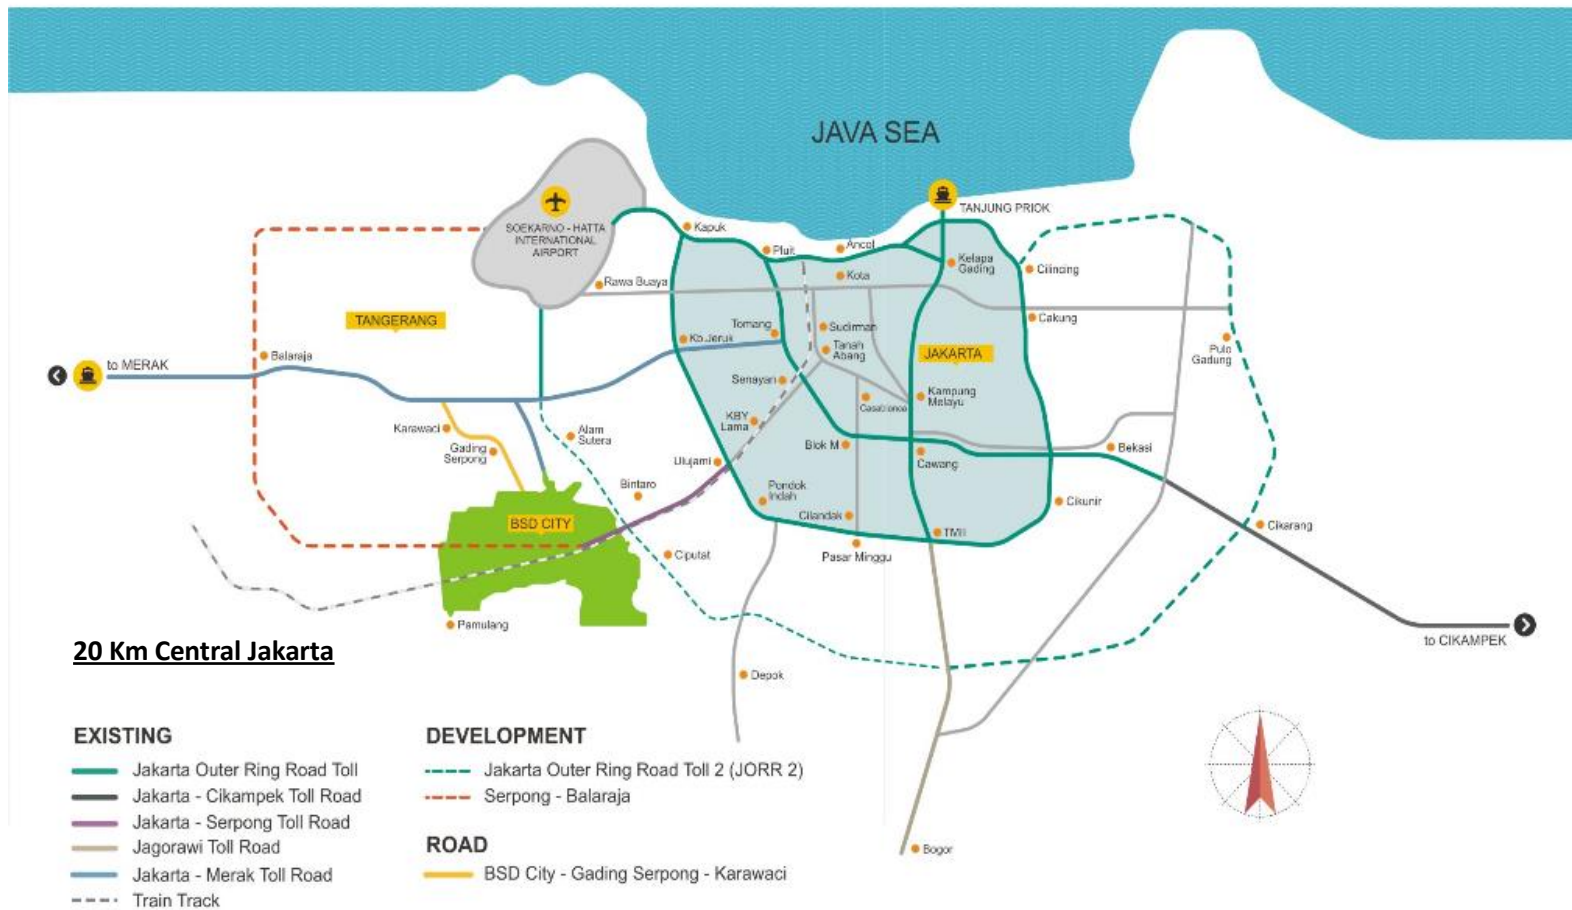 JAVA SEA
TANJUNG PRIOK
SOEKARNO - HATTA
INTERNATIONAL
AIRPORT
Kapuk
Pluit
Ancol
Kelapa
Gading
Cilincing
Rawa Buaya
Kota
TANGERANG
Tomang
Sudirman
Cakung
Kb.Jeruk
Tanah
Abang
JAKARTA
Pulo
Gadung
Balaraja
to MERAK
Senayan
Kampung
Melayu
Casablanca
Karawaci
Gading
Serpong
Alam
Sutera
KBY
Lama
Blok M
Cawang
Bekasi
Ulujami
Bintaro
Pondok
Indah
Cilandak
Cikunir
BSD CITY
TMII
Cikarang
Ciputat
Pasar Minggu
Pamulang
to CIKAMPEK
20 Km Central Jakarta
Depok
EXISTING
Jakarta Outer Ring Road Toll
Jakarta - Cikampek Toll Road
Jakarta - Serpong Toll Road
Jagorawi Toll Road
Jakarta - Merak Toll Road
Train Track
DEVELOPMENT
Jakarta Outer Ring Road Toll 2 (JORR 2)
Serpong - Balaraja
ROAD
BSD City - Gading Serpong - Karawaci
Bogor